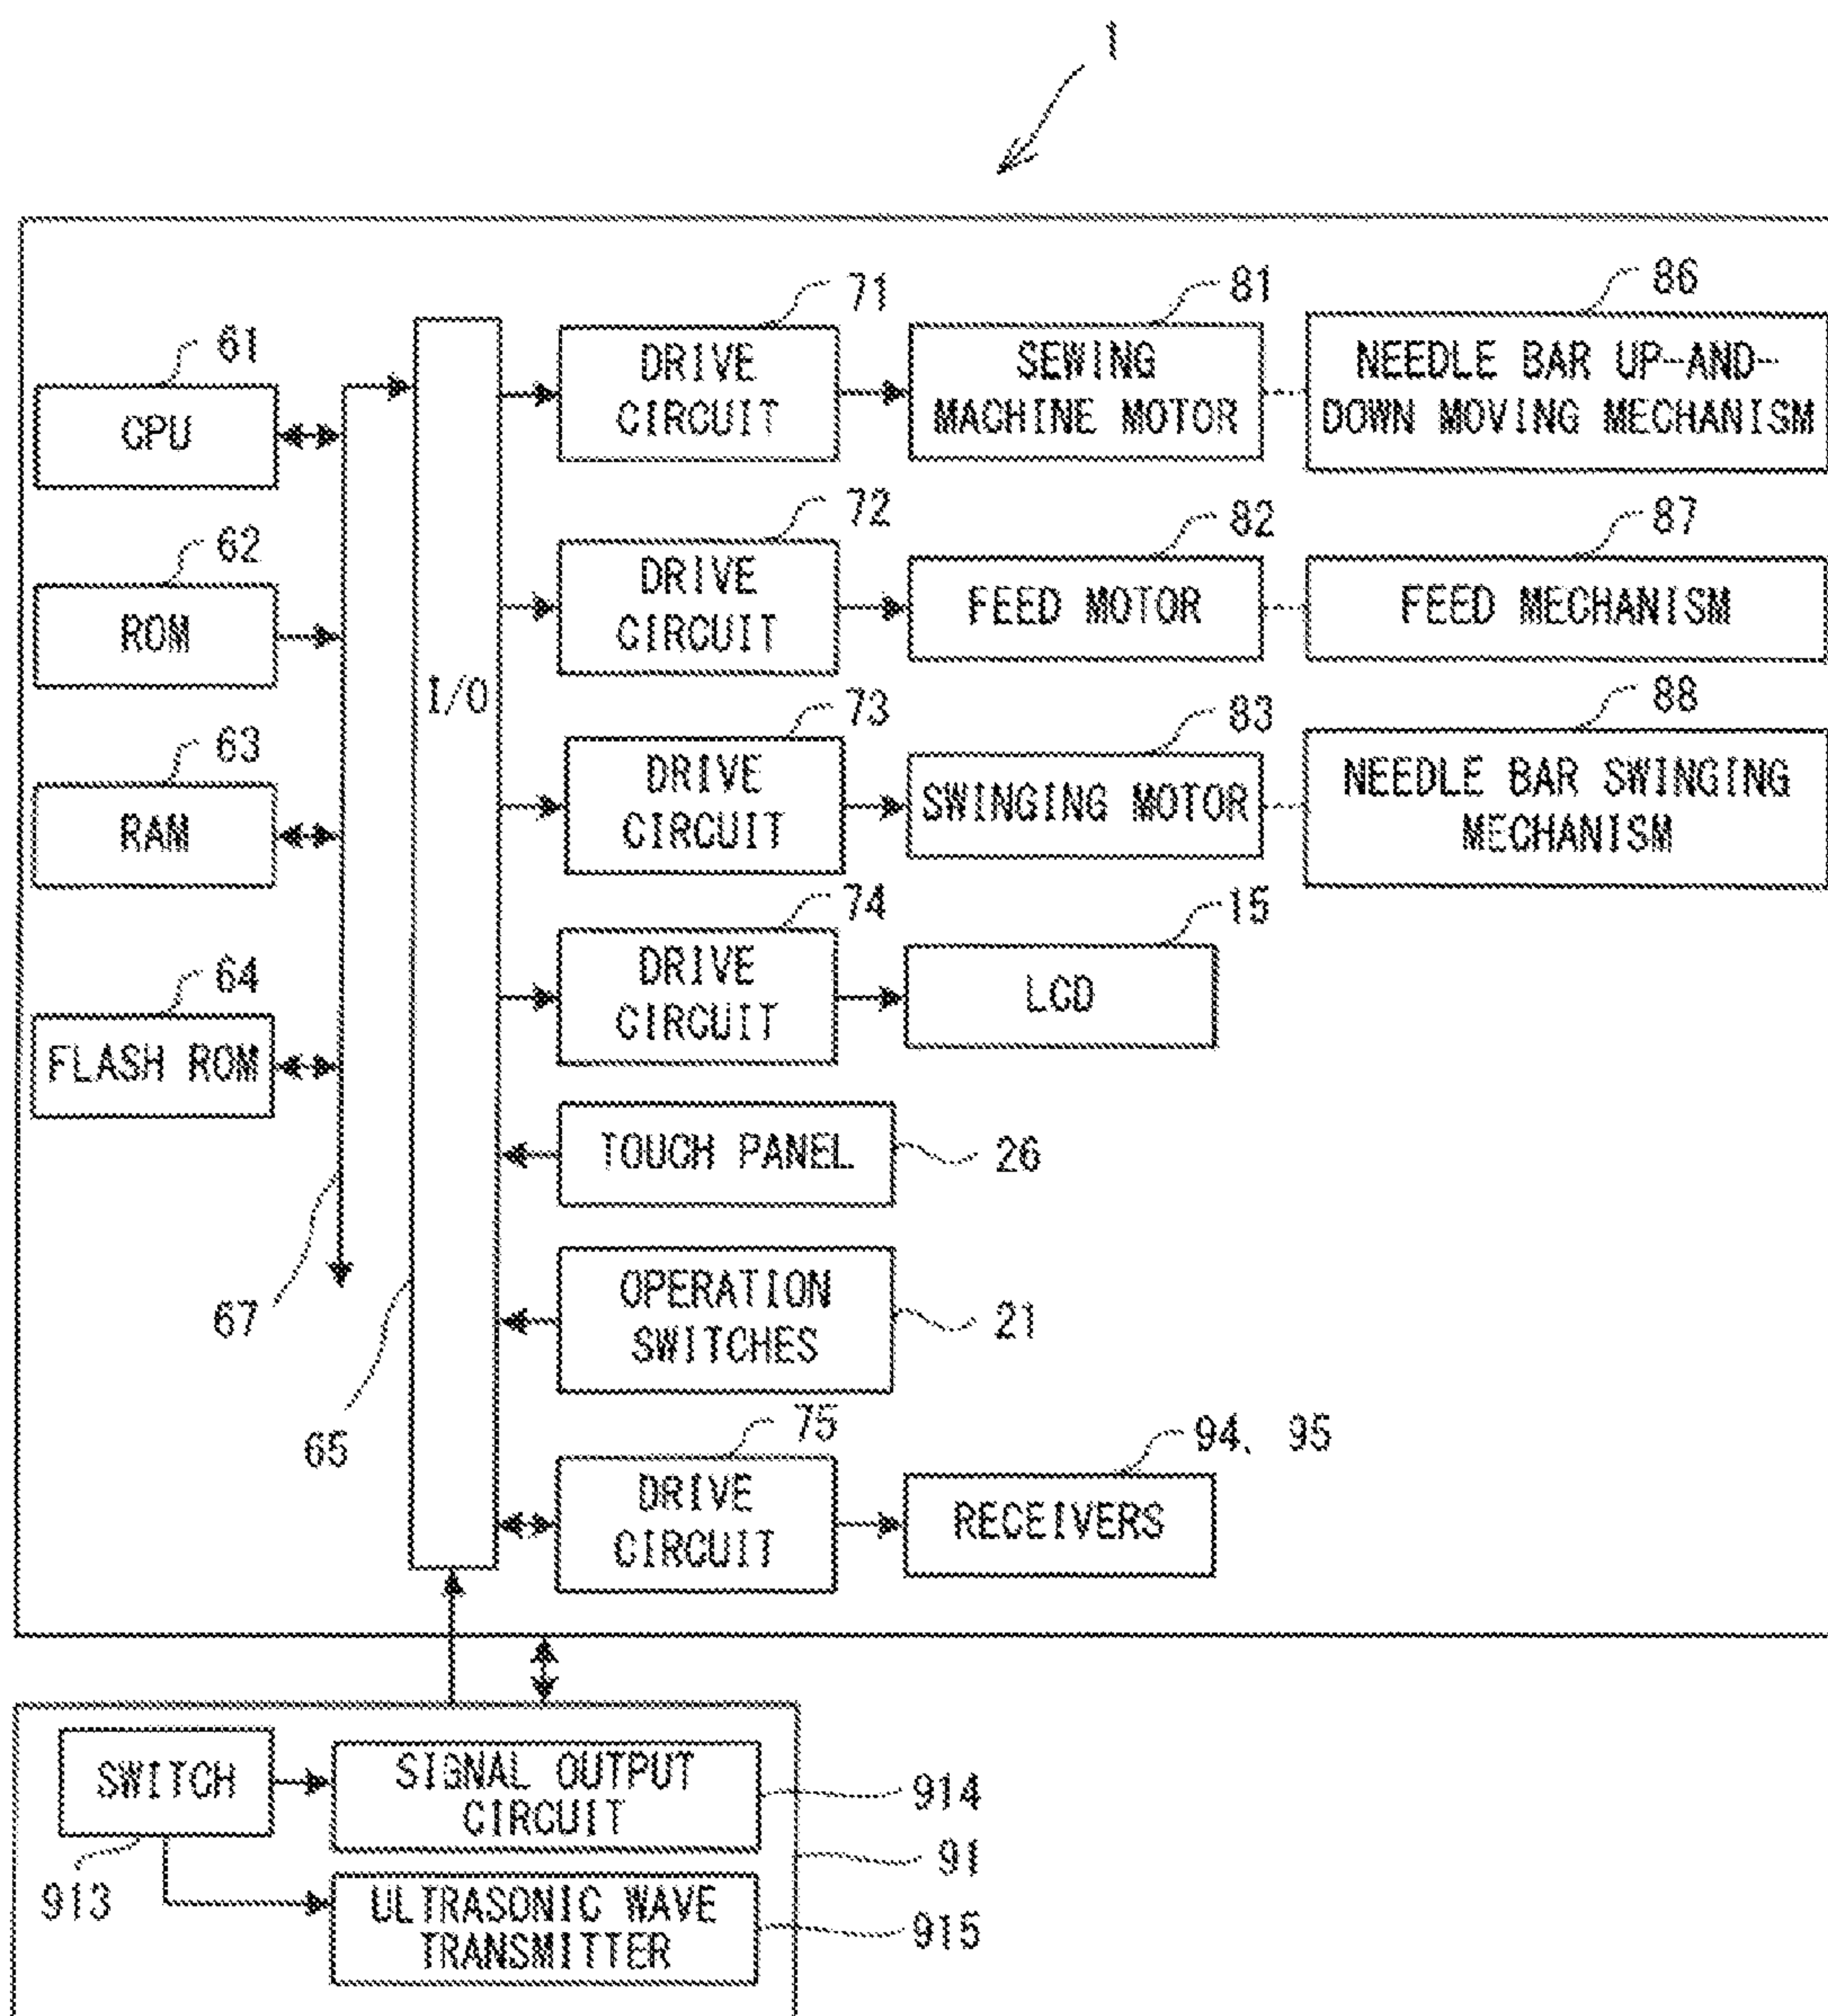 1
71
81
86
61
DRIVE
CIRCUIT
SEWING
MACHINE MOTOR
NEEDLE BAR UP-AND-
DOWN MOVING MECHANISM
CPU
72
82
87
62
DRIVE
CIRCUIT
FEED MOTOR
FEED MECHANISM
ROM
I/O
73
83
88
63
DRIVE
CIRCUIT
SWINGING MOTOR
NEEDLE BAR SWINGING
MECHANISM
RAM
74
15
64
DRIVE
CIRCUIT
LCD
FLASH ROM
TOUCH PANEL
26
67
OPERATION
SWITCHES
21
65
75
94、95
DRIVE
CIRCUIT
RECEIVERS
SWITCH
SIGNAL OUTPUT
CIRCUIT
914
91
913
ULTRASONIC WAVE
TRANSMITTER
915